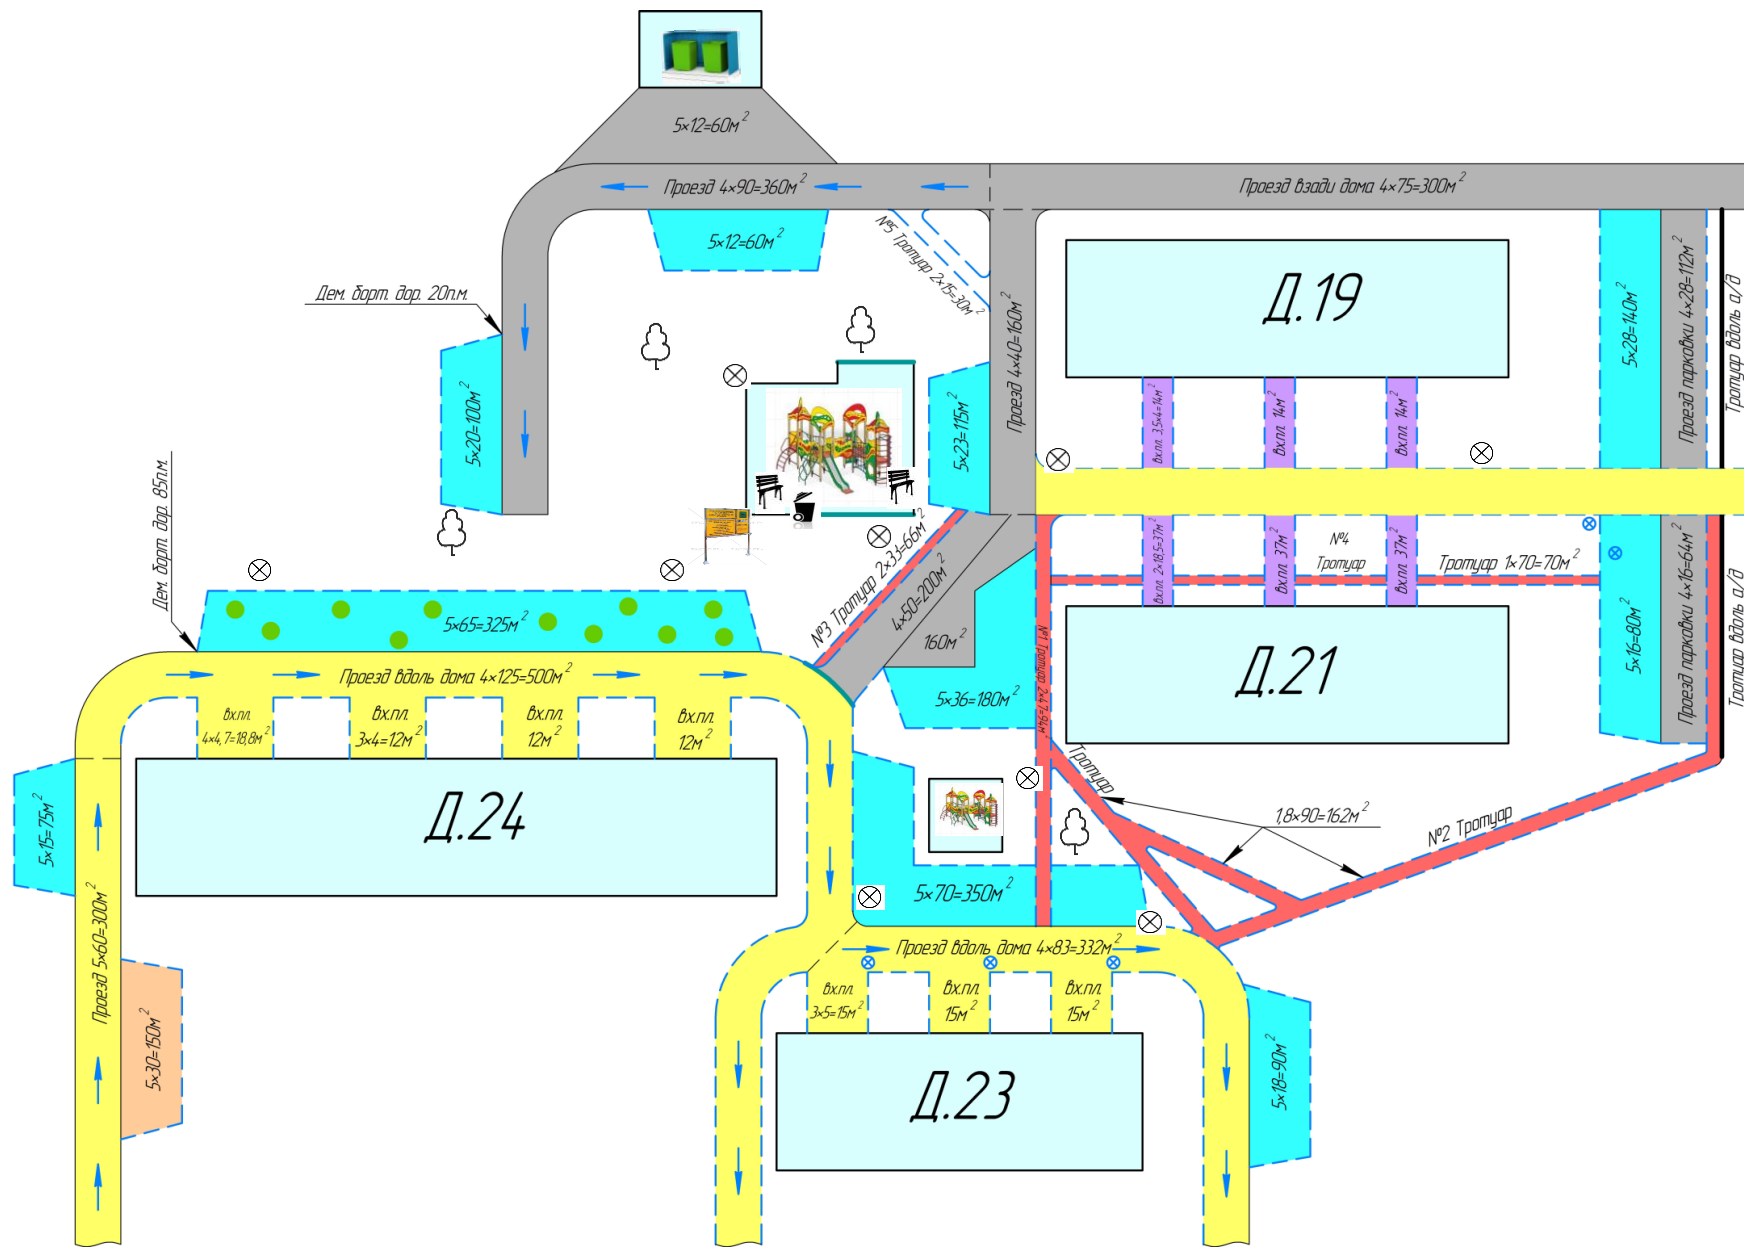 5×12=60м²
Проезд 4×90=360м²
Проезд взади дома 4×75=300м²
5×12=60м²
№5 Тротуар 2×15=30м²
Дем. борт. дор. 20п.м.
Д.19
Проезд 4×40=160м²
5×28=140м²
Проезд парковки 4×28=112м²
Тротуар вдоль а/д
5×20=100м²
5×23=115м²
Вх.пл. 3,5×4=14м²
Вх.пл. 14м²
Вх.пл. 14м²
Дем. борт. дор. 85п.м.
№3 Тротуар 2×33=66м²
4×50=200м²
160м²
Вх.пл. 2×18,5=37м²
Вх.пл. 37м²
№4
Тротуар
Вх.пл. 37м²
Тротуар 1×70=70м²
5×16=80м²
Проезд парковки 4×16=64м²
Тротуар вдоль а/д
5×65=325м²
Проезд вдоль дома 4×125=500м²
№1 Тротуар 2×47=94м²
Д.21
5×36=180м²
вх.пл.
4×4,7=18,8м²
вх.пл.
3×4=12м²
вх.пл.
12м²
вх.пл.
12м²
Тротуар
5×15=75м²
Д.24
1,8×90=162м²
№2 Тротуар
5×70=350м²
Проезд 5×60=300м²
Проезд вдоль дома 4×83=332м²
вх.пл.
3×5=15м²
вх.пл.
15м²
вх.пл.
15м²
5×30=150м²
Д.23
5×18=90м²